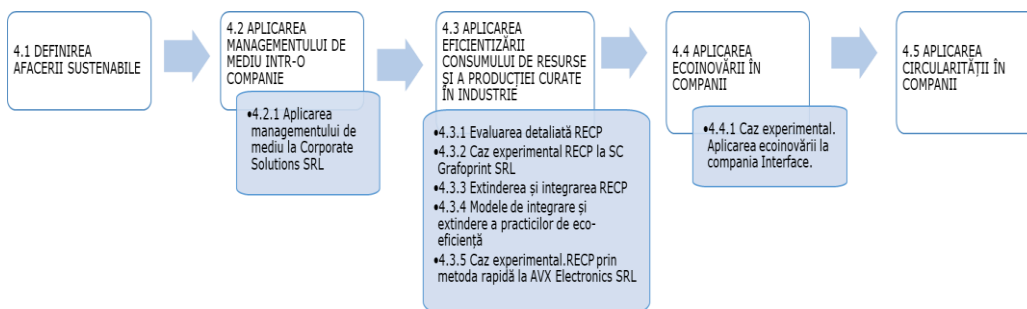 4.1 DEFINIREA
AFACERII SUSTENABILE
4.2 APLICAREA
MANAGEMENTULUI DE
MEDIU INTR-O
COMPANIE
•4.2.1 Aplicarea
managementului de
mediu la Corporate
Solutions SRL
4.3 APLICAREA
EFICIENTIZĂRII
CONSUMULUI DE RESURSE
ȘI A PRODUCȚIEI CURATE
ÎN INDUSTRIE
•4.3.1 Evaluarea detaliată RECP
•4.3.2 Caz experimental RECP la SC
Grafoprint SRL
•4.3.3 Extinderea și integrarea RECP
•4.3.4 Modele de integrare și
extindere a practicilor de eco-
eficiență
•4.3.5 Caz experimental.RECP prin
metoda rapidă la AVX Electronics SRL
4.4 APLICAREA
ECOINOVĂRII ÎN
COMPANII
•4.4.1 Caz experimental.
Aplicarea ecoinovării la
compania Interface.
4.5 APLICAREA
CIRCULARITĂȚII ÎN
COMPANII